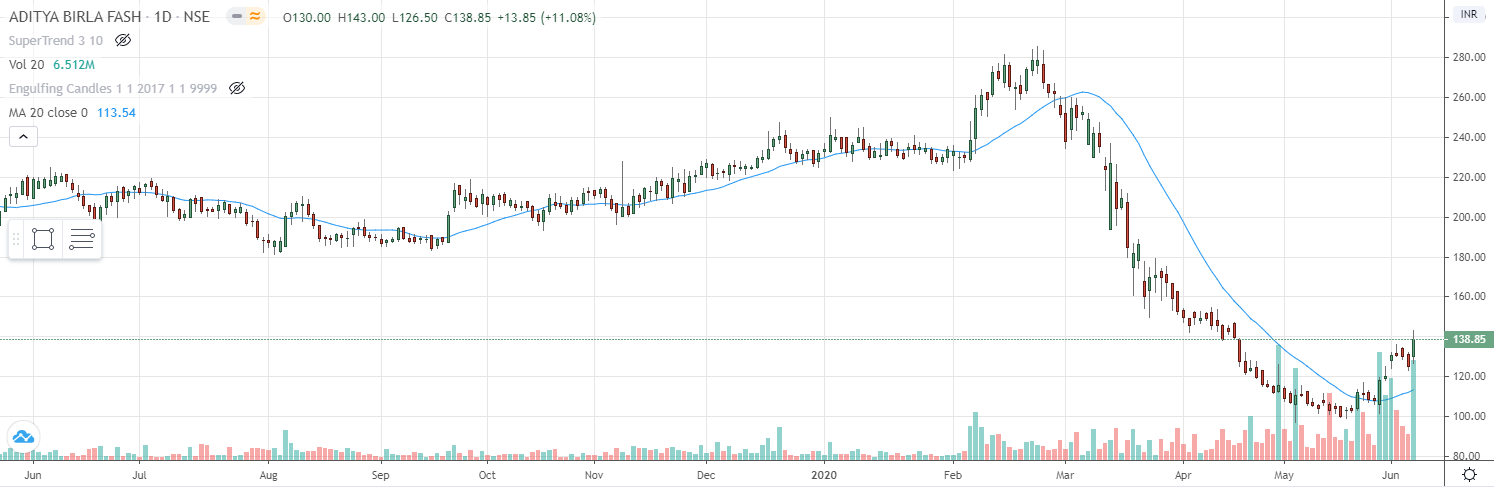 ADITYA BIRLA FASH · 1D · NSE O130.00 H143.00 L126.50 C138.85 +13.85 (+11.08%)
SuperTrend 3 10
Vol 20 6.512M
Engulfing Candles 1 1 2017 1 1 9999
MA 20 close 0 113.54
INR
280.00
260.00
240.00
220.00
200.00
180.00
160.00
138.85
120.00
100.00
80.00
Jun Jul Aug Sep Oct Nov Dec 2020 Feb Mar Apr May Jun